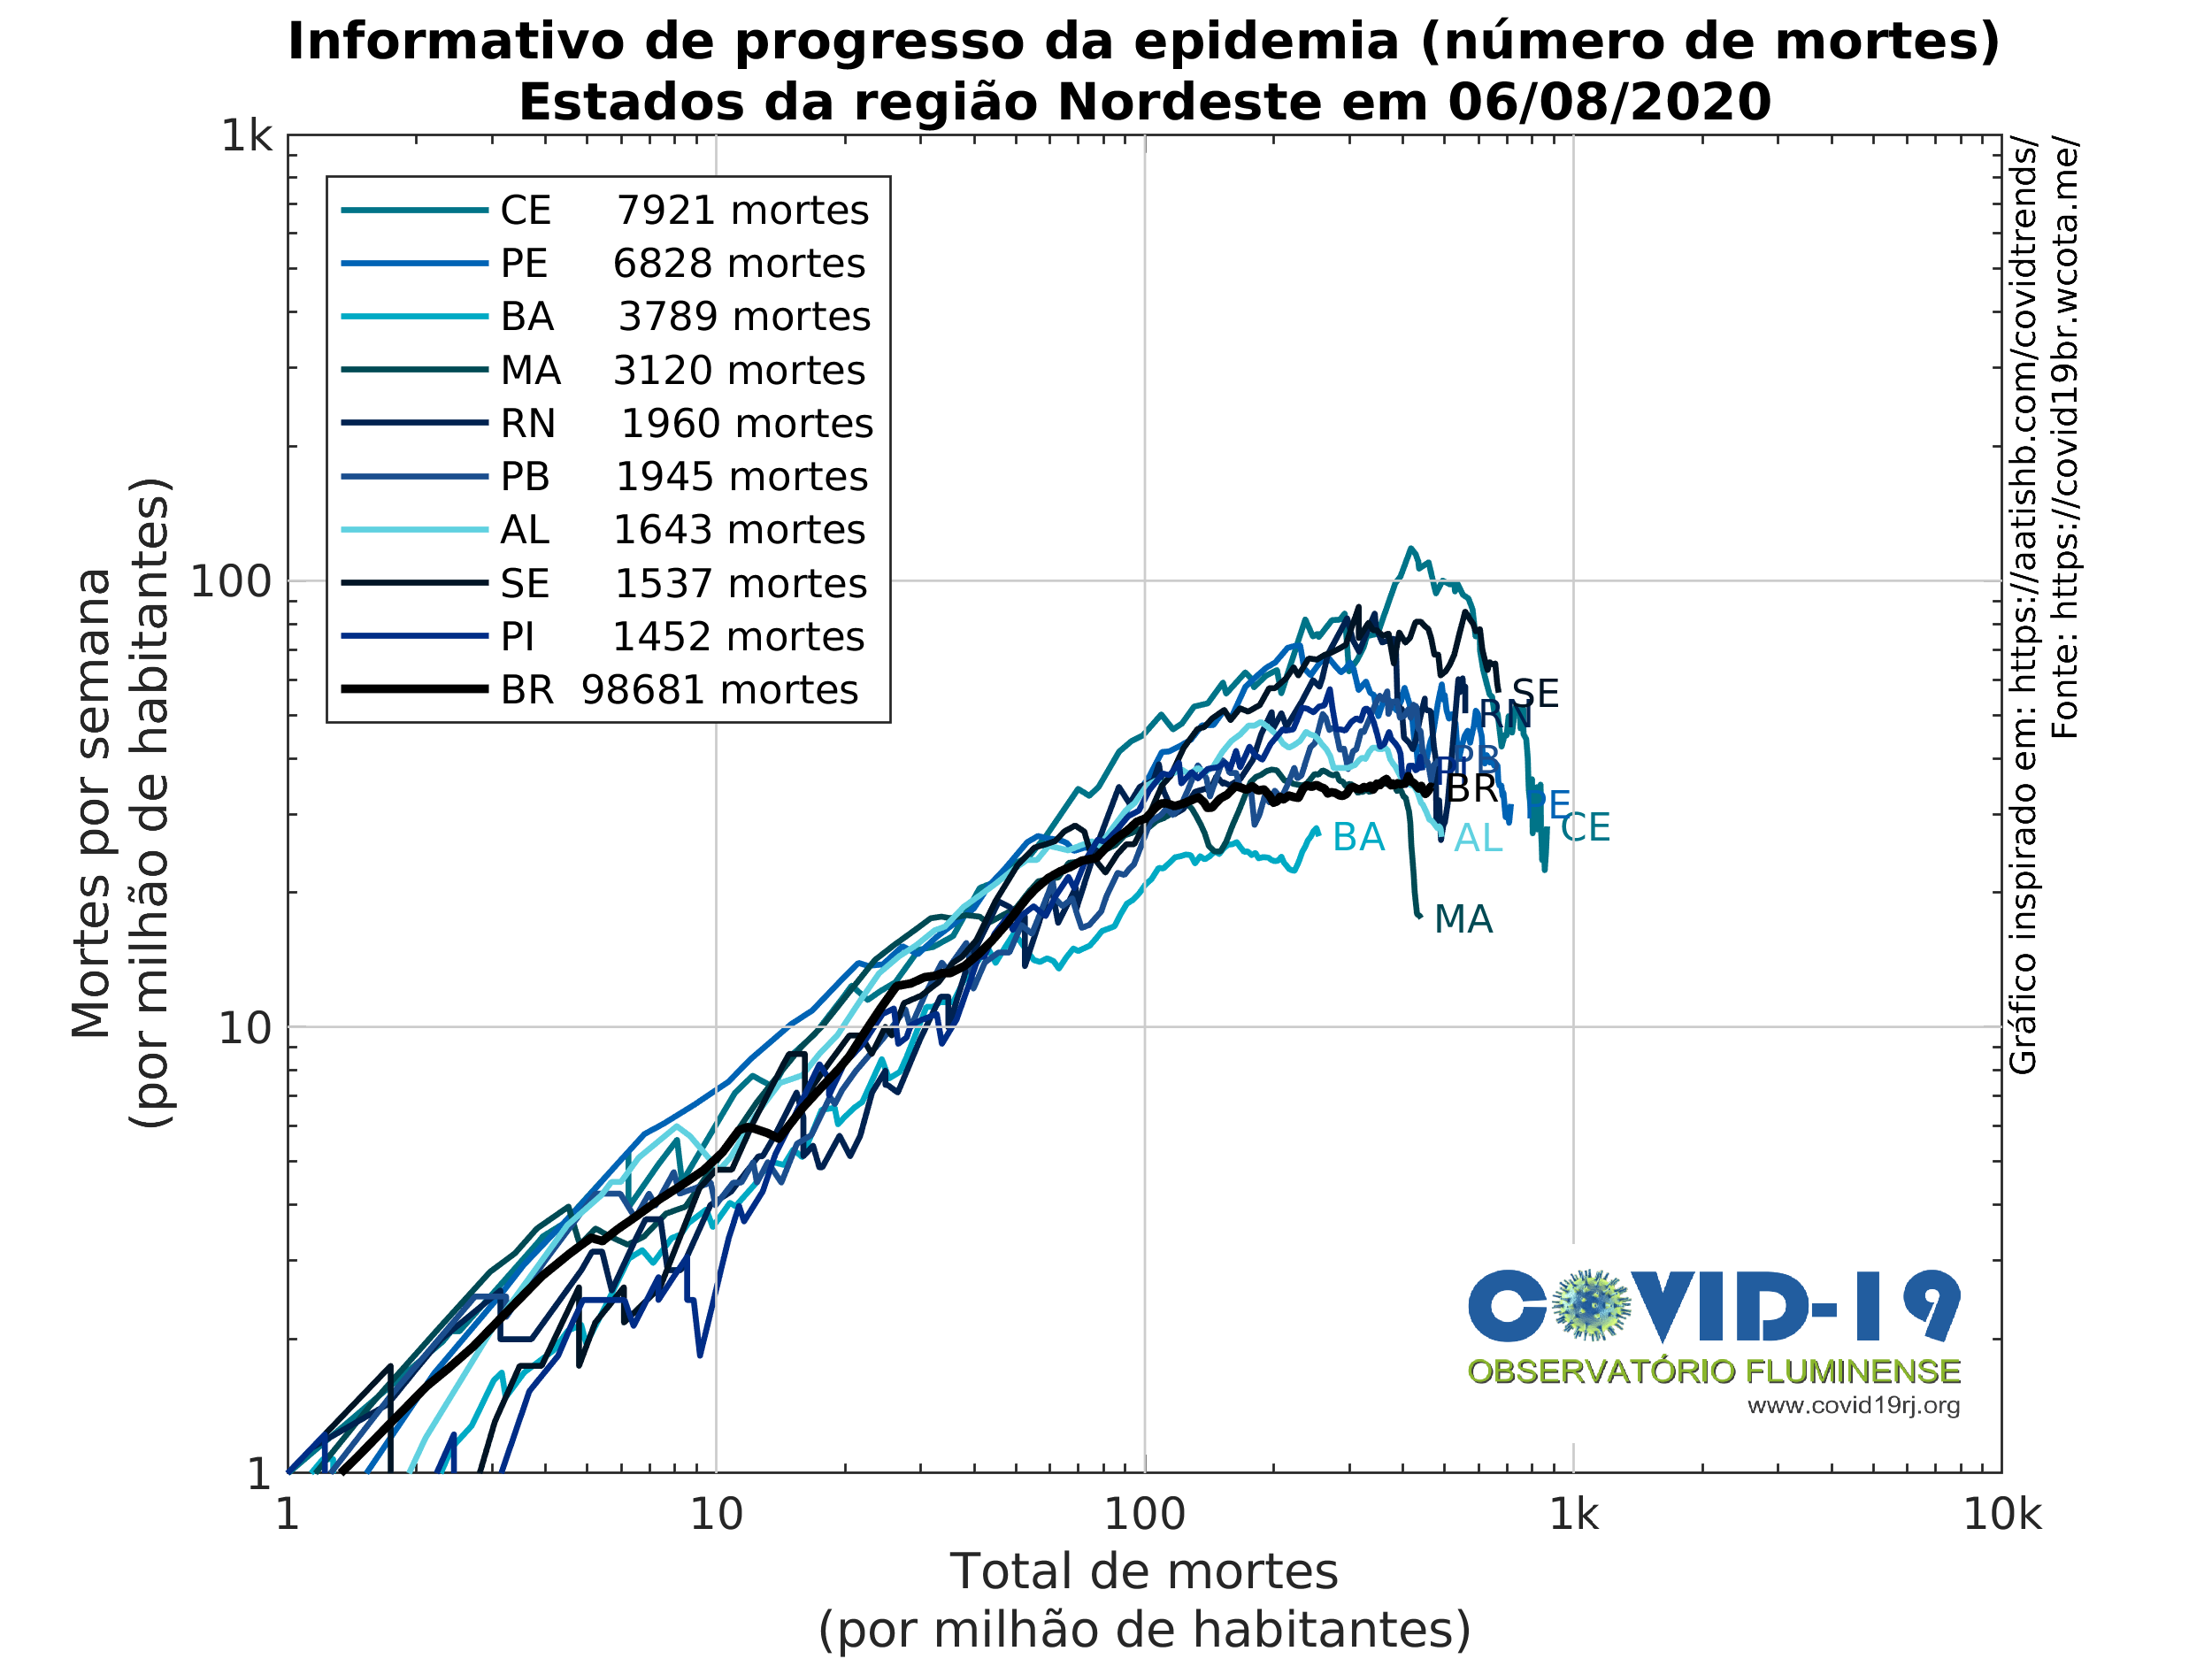 Informativo de progresso da epidemia (número de mortes)
Estados da região Nordeste em 06/08/2020
1k
100
10
1
Mortes por semana
(por milhão de habitantes)
CE 7921 mortes
PE 6828 mortes
BA 3789 mortes
MA 3120 mortes
RN 1960 mortes
PB 1945 mortes
AL 1643 mortes
SE 1537 mortes
PI 1452 mortes
BR 98681 mortes
SE
RN
PB
PI
BR
PE
CE
BA
AL
MA
Gráfico inspirado em: https://aatishb.com/covidtrends/
Fonte: https://covid19br.wcota.me/
COVID-19
OBSERVATÓRIO FLUMINENSE
www.covid19rj.org
1
10
100
1k
10k
Total de mortes
(por milhão de habitantes)